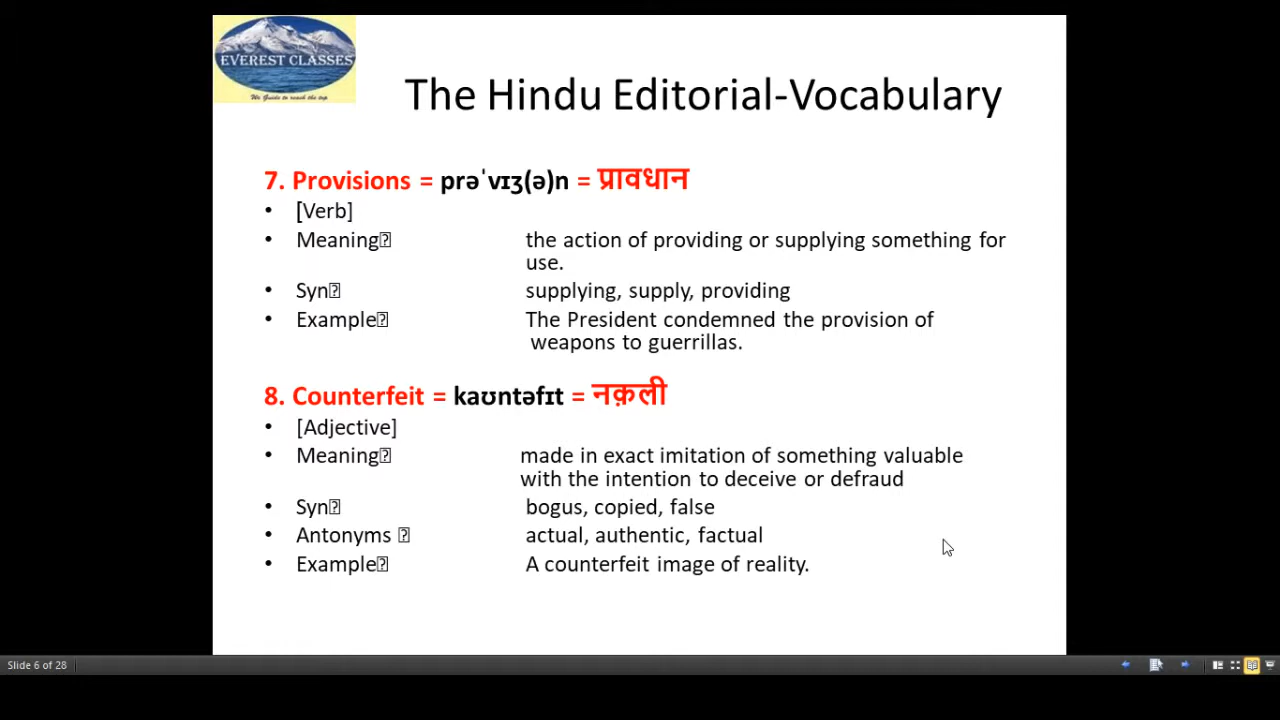 EVEREST CLASSES
We Guide to reach the top
The Hindu Editorial-Vocabulary
7. Provisions = prəˈvɪʒ(ə)n = प्रावधान
• [Verb]
• Meaning the action of providing or supplying something for
use.
• Syn supplying, supply, providing
• Example The President condemned the provision of
weapons to guerrillas.
8. Counterfeit = kaʊntəfɪt = नक़ली
• [Adjective]
• Meaning made in exact imitation of something valuable
with the intention to deceive or defraud
• Syn bogus, copied, false
• Antonyms actual, authentic, factual
• Example A counterfeit image of reality.
Slide 6 of 28